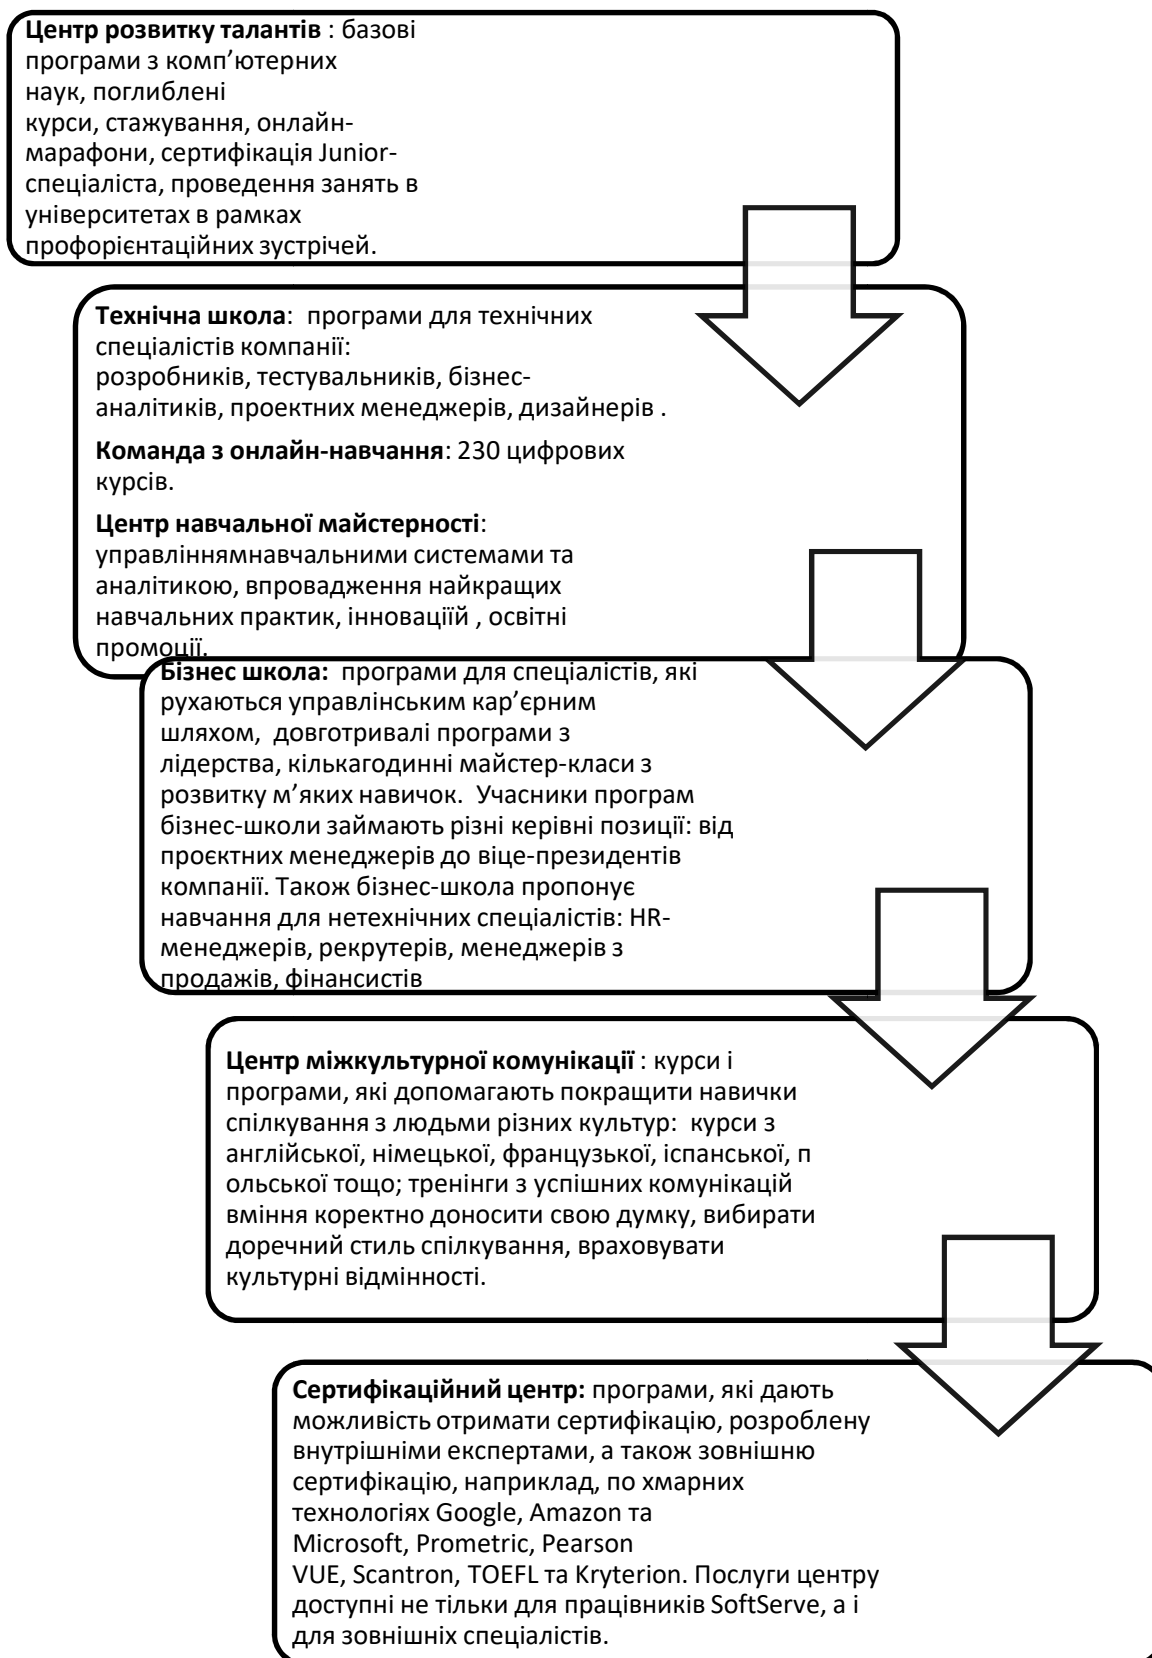 Центр розвитку талантів : базові
програми з комп’ютерних
наук, поглиблені
курси, стажування, онлайн-
марафони, сертифікація Junior-
спеціаліста, проведення занять в
університетах в рамках
профорієнтаційних зустрічей.
Технічна школа:  програми для технічних
спеціалістів компанії:
розробників, тестувальників, бізнес-
аналітиків, проектних менеджерів, дизайнерів .
Команда з онлайн-навчання: 230 цифрових
курсів.
Центр навчальної майстерності:
управліннямнавчальними системами та
аналітикою, впровадження найкращих
навчальних практик, інноваціїй , освітні
промоції.
Бізнес школа:  програми для спеціалістів, які
рухаються управлінським кар’єрним
шляхом,  довготривалі програми з
лідерства, кількагодинні майстер-класи з
розвитку м’яких навичок.  Учасники програм
бізнес-школи займають різні керівні позиції: від
проєктних менеджерів до віце-президентів
компанії. Також бізнес-школа пропонує
навчання для нетехнічних спеціалістів: HR-
менеджерів, рекрутерів, менеджерів з
продажів, фінансистів
Центр міжкультурної комунікації : курси і
програми, які допомагають покращити навички
спілкування з людьми різних культур:  курси з
англійської, німецької, французької, іспанської, п
ольської тощо; тренінги з успішних комунікацій
вміння коректно доносити свою думку, вибирати
доречний стиль спілкування, враховувати
культурні відмінності.
Сертифікаційний центр: програми, які дають
можливість отримати сертифікацію, розроблену
внутрішніми експертами, а також зовнішню
сертифікацію, наприклад, по хмарних
технологіях Google, Amazon та
Microsoft, Prometric, Pearson
VUE, Scantron, TOEFL та Kryterion. Послуги центру
доступні не тільки для працівників SoftServe, а і
для зовнішніх спеціалістів.